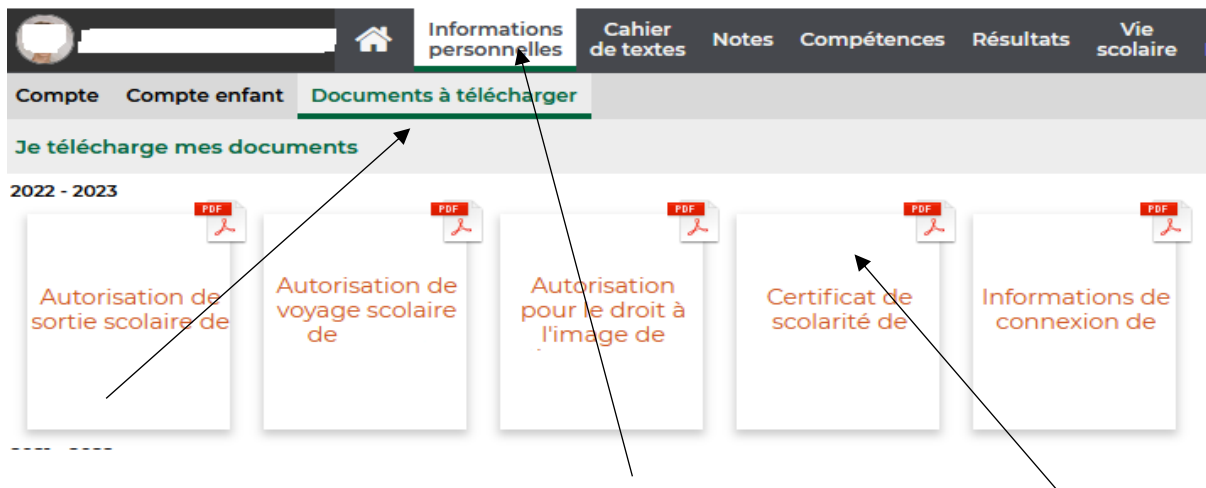 Informations personnelles
Cahier de textes
Notes
Compétences
Résultats
Vie scolaire
Compte
Compte enfant
Documents à télécharger
Je télécharge mes documents
2022 - 2023
PDF
PDF
PDF
PDF
PDF
Autorisation de
sortie scolaire de
Autorisation de
voyage scolaire
de
Autorisation
pour le droit à
l'image de
Certificat de
scolarité de
Informations de
connexion de